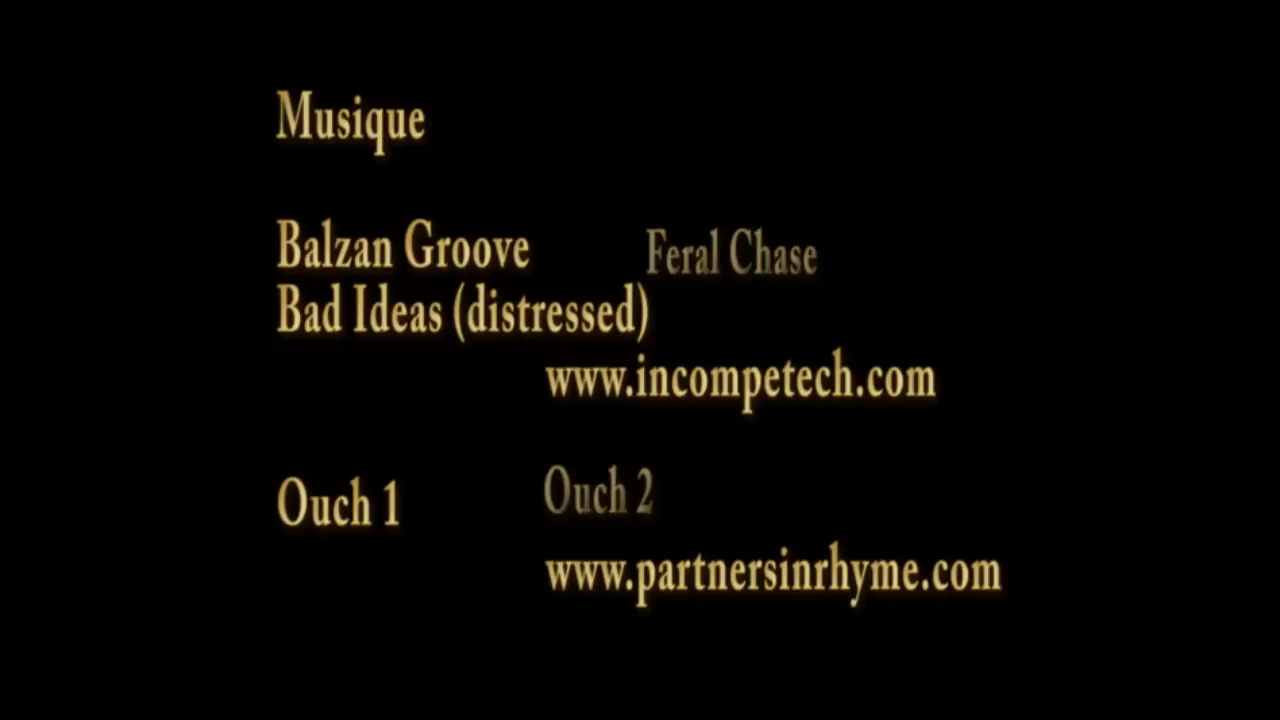 Musique
Balzan Groove Feral Chase
Bad Ideas (distressed)
www.incompetech.com
Ouch 1 Ouch 2
www.partnersinrhyme.com